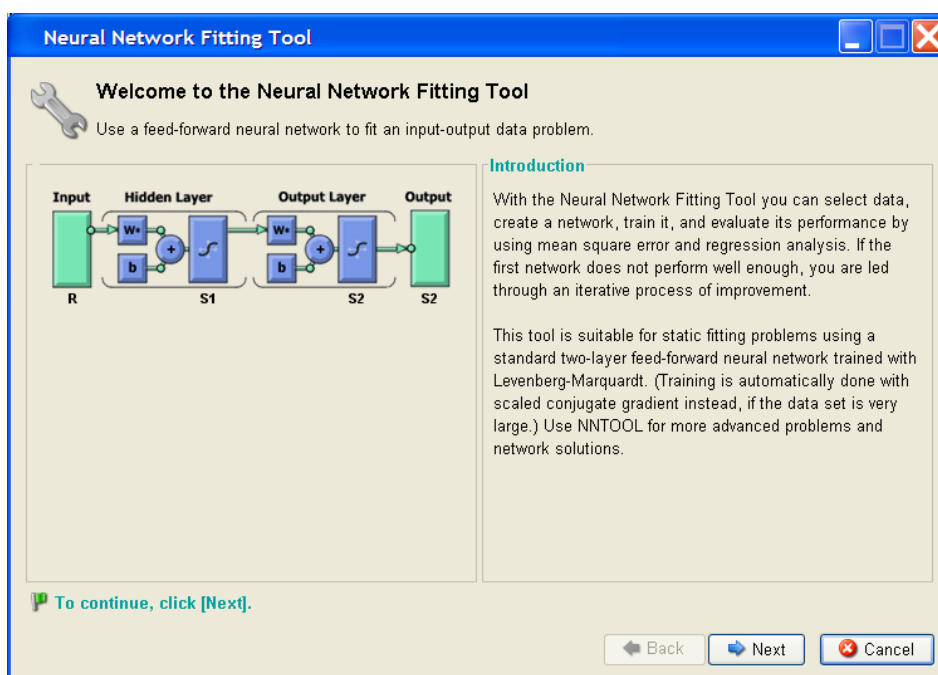 Neural Network Fitting Tool
Welcome to the Neural Network Fitting Tool
Use a feed-forward neural network to fit an input-output data problem.
Input Hidden Layer Output Layer Output
W
+
b
W
+
b
R S1 S2 S2
Introduction
With the Neural Network Fitting Tool you can select data,
create a network, train it, and evaluate its performance by
using mean square error and regression analysis. If the
first network does not perform well enough, you are led
through an iterative process of improvement.
This tool is suitable for static fitting problems using a
standard two-layer feed-forward neural network trained with
Levenberg-Marquardt. (Training is automatically done with
scaled conjugate gradient instead, if the data set is very
large.) Use NNTOOL for more advanced problems and
network solutions.
To continue, click [Next].
Back Next Cancel